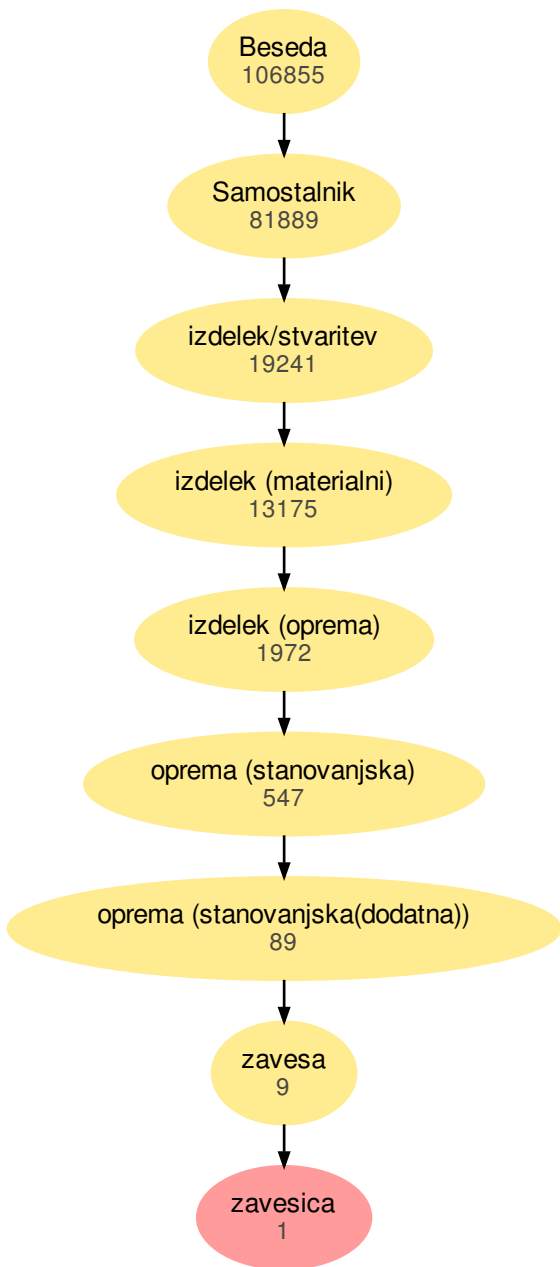 Beseda
106855
Samostalnik
81889
izdelek/stvaritev
19241
izdelek (materialni)
13175
izdelek (oprema)
1972
oprema (stanovanjska)
547
oprema (stanovanjska(dodatna))
89
zavesa
9
zavesica
1